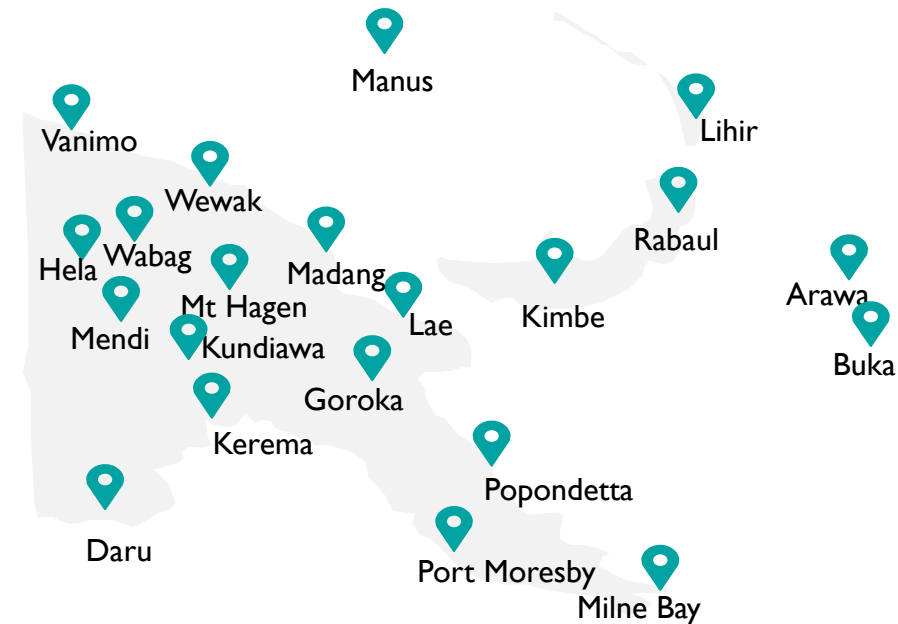 Manus
Lihir
Vanimo
Wewak
Rabaul
Wabag
Hela
Madang
Arawa
Mt Hagen
Kimbe
Lae
Mendi
Kundiawa
Buka
Goroka
Kerema
Popondetta
Daru
Port Moresby
Milne Bay